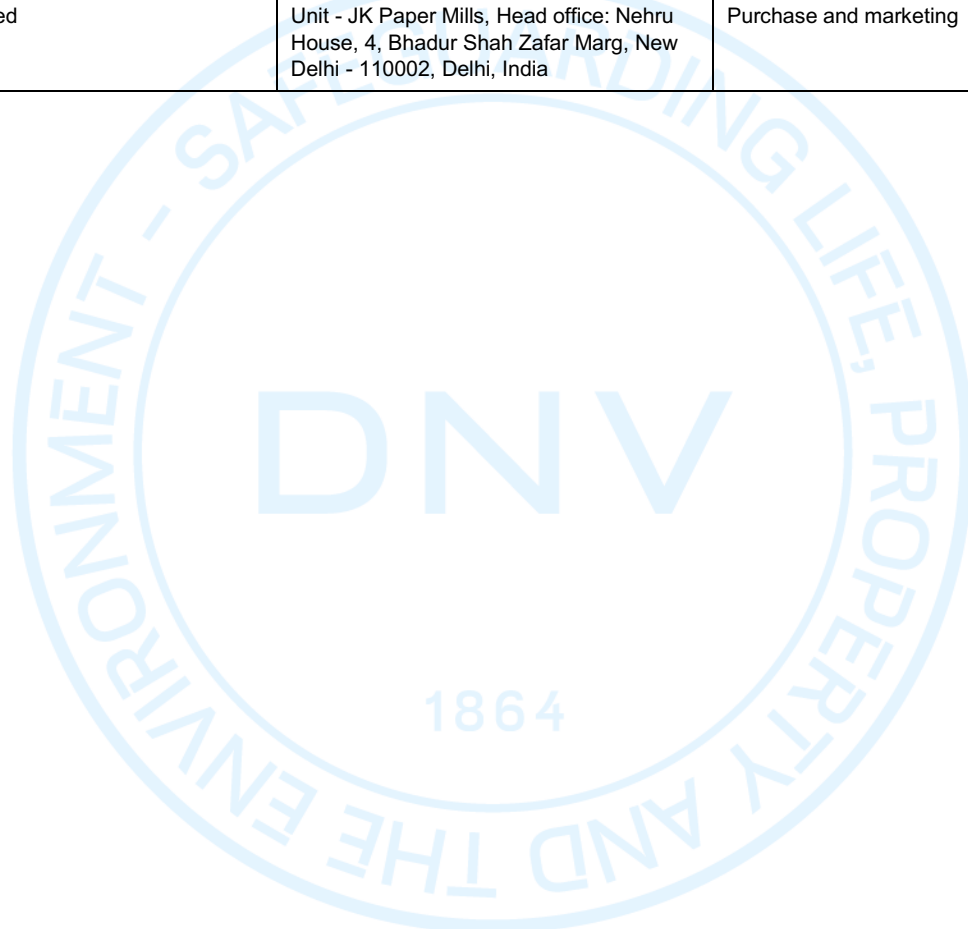 ed
Unit - JK Paper Mills, Head office: Nehru
House, 4, Bhadur Shah Zafar Marg, New
Delhi - 110002, Delhi, India
Purchase and marketing
SAFEGUARDING LIFE, PROPERTY AND THE ENVIRONMENT -
DNV
1864